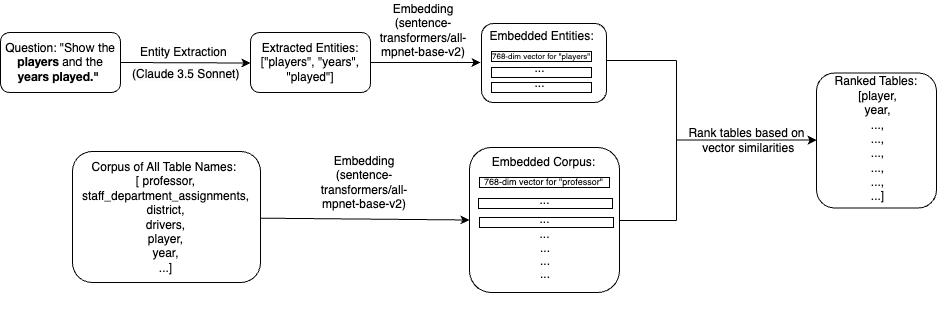 Question: "Show the
players and the
years played."
Entity Extraction
(Claude 3.5 Sonnet)
Extracted Entities:
["players", "years",
"played"]
Embedding
(sentence-
transformers/all-
mpnet-base-v2)
Embedded Entities:
768-dim vector for "players"
...
...
Corpus of All Table Names:
[ professor,
staff_department_assignments,
district,
drivers,
player,
year,
...]
Embedding
(sentence-
transformers/all-
mpnet-base-v2)
Embedded Corpus:
768-dim vector for "professor"
...
...
...
...
...
...
Rank tables based on
vector similarities
Ranked Tables:
[player,
year,
...,
...,
...,
...,
...,
...]